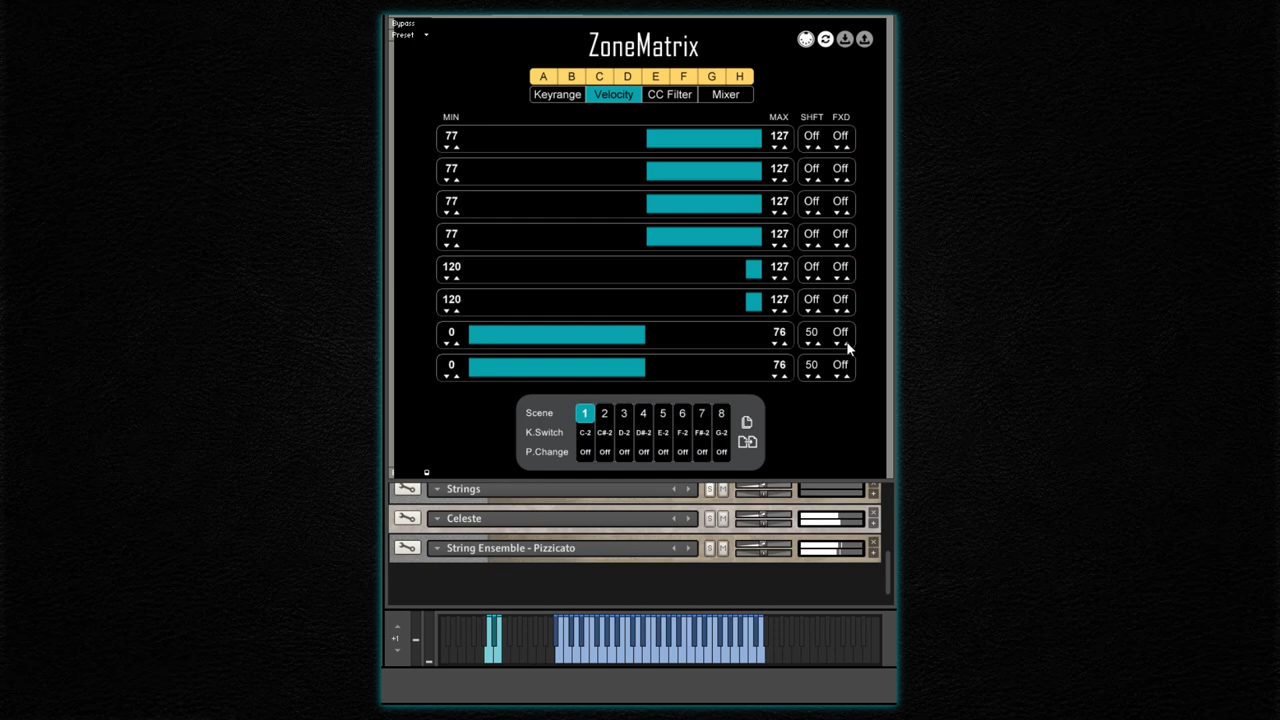 Bypass
Preset
ZoneMatrix
A B C D E F G H
Keyrange Velocity CC Filter Mixer
MIN MAX SHFT FXD
77 127 Off Off
77 127 Off Off
77 127 Off Off
77 127 Off Off
120 127 Off Off
120 127 Off Off
0 76 50 Off
0 76 50 Off
Scene 1 2 3 4 5 6 7 8
K.Switch C-2 C#-2 D-2 D#-2 E-2 F-2 F#-2 G-2
P.Change Off Off Off Off Off Off Off Off
Strings S M
Celeste S M
String Ensemble - Pizzicato S M
+1